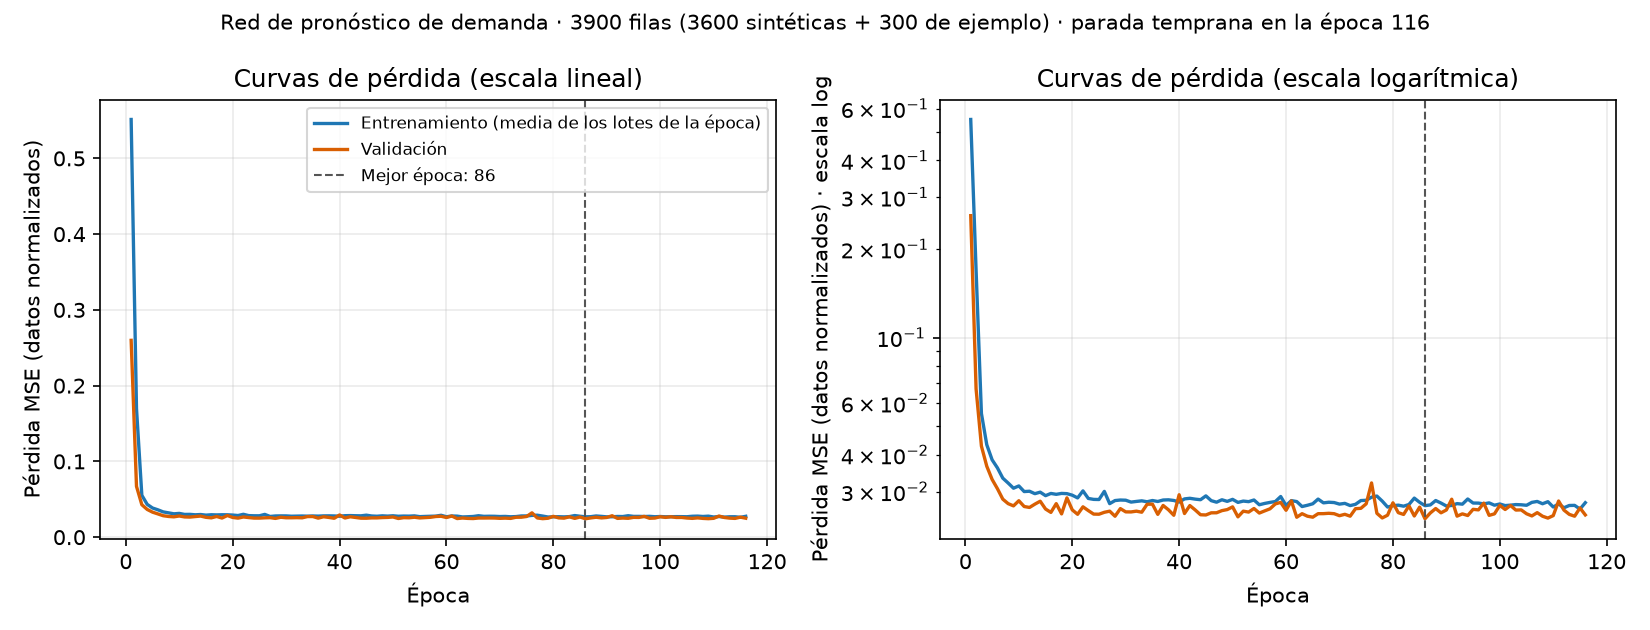 Red de pronóstico de demanda · 3900 filas (3600 sintéticas + 300 de ejemplo) · parada temprana en la época 116
Curvas de pérdida (escala lineal)
Pérdida MSE (datos normalizados)
0.5
0.4
0.3
0.2
0.1
0.0
Entrenamiento (media de los lotes de la época)
Validación
Mejor época: 86
0 20 40 60 80 100 120
Época
Curvas de pérdida (escala logarítmica)
Pérdida MSE (datos normalizados) · escala log
6 × 10⁻¹
4 × 10⁻¹
3 × 10⁻¹
2 × 10⁻¹
10⁻¹
6 × 10⁻²
4 × 10⁻²
3 × 10⁻²
0 20 40 60 80 100 120
Época